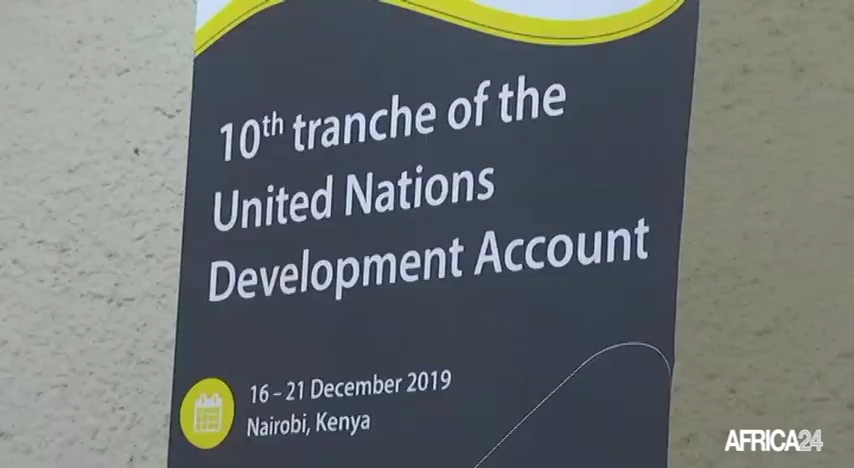 10th tranche of the
United Nations
Development Account
16 – 21 December 2019
Nairobi, Kenya
AFRICA24